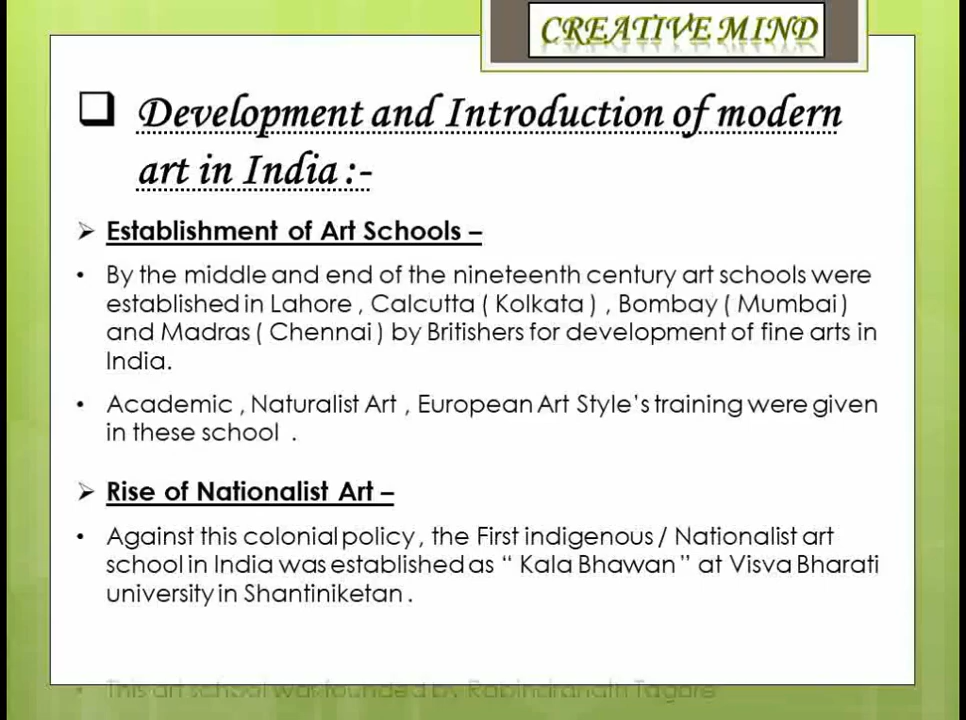 CREATIVE MIND
Development and Introduction of modern
art in India :-
Establishment of Art Schools –
• By the middle and end of the nineteenth century art schools were
established in Lahore , Calcutta ( Kolkata ) , Bombay ( Mumbai )
and Madras ( Chennai ) by Britishers for development of fine arts in
India.
• Academic , Naturalist Art , European Art Style’s training were given
in these school .
Rise of Nationalist Art –
• Against this colonial policy , the First indigenous / Nationalist art
school in India was established as “ Kala Bhawan ” at Visva Bharati
university in Shantiniketan .
• This art school was founded by Rabindranath Tagore